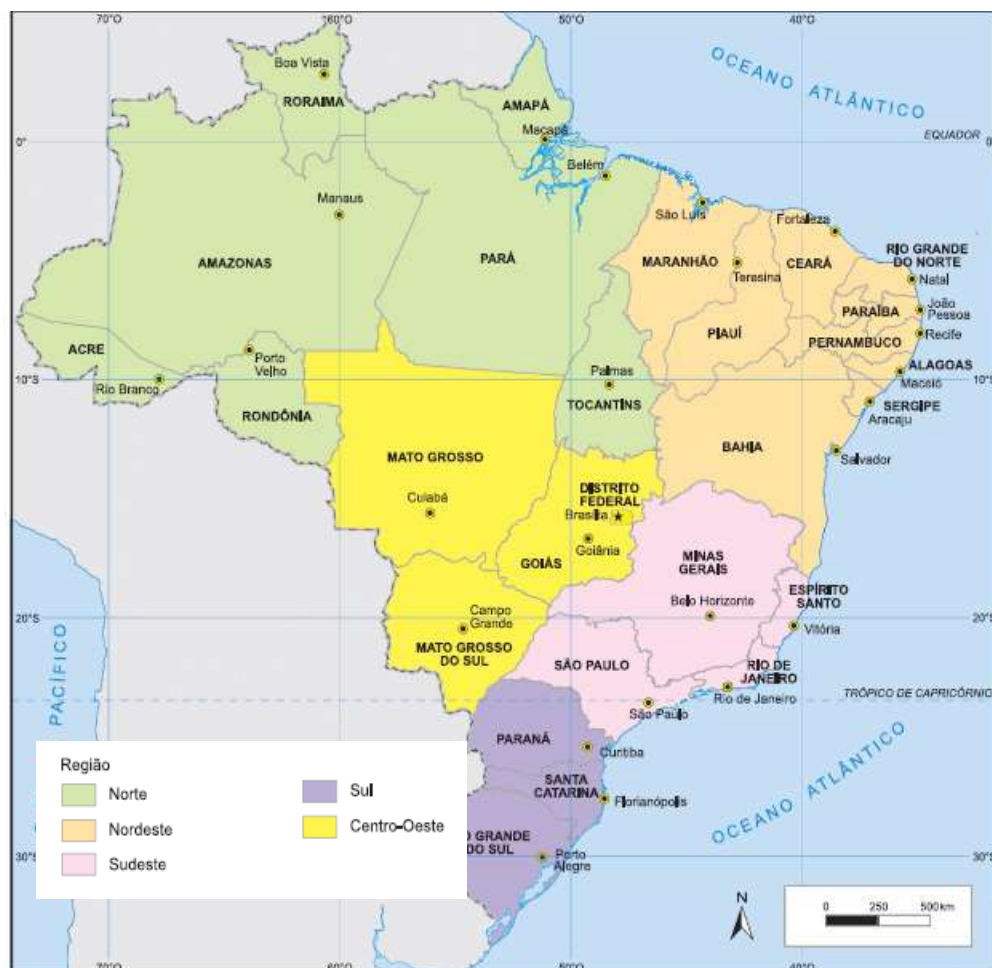 70°O
60°O
50°O
40°O
OCEANO ATLÂNTICO
Boa Vista
RORAIMA
AMAPÁ
Macapá
EQUADOR
0°
0°
Belém
Manaus
São Luís
Fortaleza
AMAZONAS
PARÁ
MARANHÃO
Teresina
CEARÁ
RIO GRANDE
DO NORTE
Natal
PARAÍBA
João
Pessoa
PIAUÍ
PERNAMBUCO
Recife
ACRE
Porto
Velho
ALAGOAS
Maceió
Rio Branco
10°S
10°S
Palmas
TOCANTINS
SERGIPE
Aracaju
RONDÔNIA
BAHIA
Salvador
MATO GROSSO
Cuiabá
DISTRITO
FEDERAL
Brasília
Goiânia
GOIÁS
MINAS
GERAIS
Belo Horizonte
ESPÍRITO
SANTO
Vitória
20°S
20°S
Campo
Grande
MATO GROSSO
DO SUL
SÃO PAULO
RIO DE
JANEIRO
Rio de Janeiro
São Paulo
TRÓPICO DE CAPRICÓRNIO
PACÍFICO
PARANÁ
Curitiba
SANTA
CATARINA
Florianópolis
OCEANO ATLÂNTICO
GRANDE
DO SUL
Porto
Alegre
30°S
30°S
Região
Norte
Nordeste
Sudeste
Sul
Centro-Oeste
N
0 250 500km
70°O
60°O
50°O
40°O